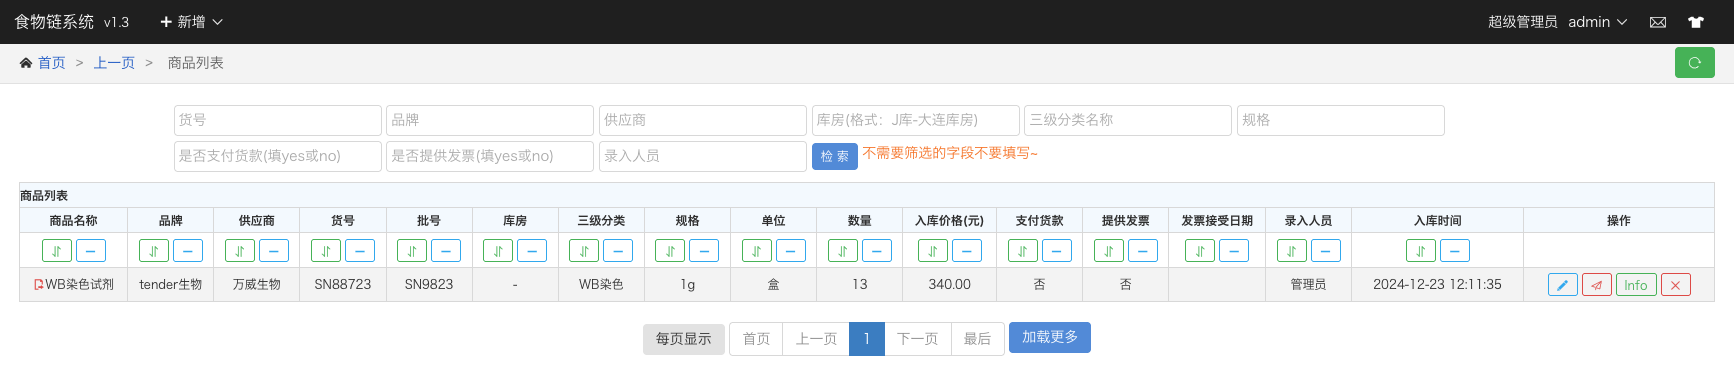 食物链系统 v1.3 新增 超级管理员 admin
首页 > 上一页 > 商品列表
货号 品牌 供应商 库房(格式：J库-大连库房) 三级分类名称 规格
是否支付货款(填yes或no) 是否提供发票(填yes或no) 录入人员 检 索 不需要筛选的字段不要填写~
商品列表
商品名称 品牌 供应商 货号 批号 库房 三级分类 规格 单位 数量 入库价格(元) 支付货款 提供发票 发票接受日期 录入人员 入库时间 操作
WB染色试剂 tender生物 万威生物 SN88723 SN9823 - WB染色 1g 盒 13 340.00 否 否 管理员 2024-12-23 12:11:35 Info
每页显示 首页 上一页 1 下一页 最后 加载更多